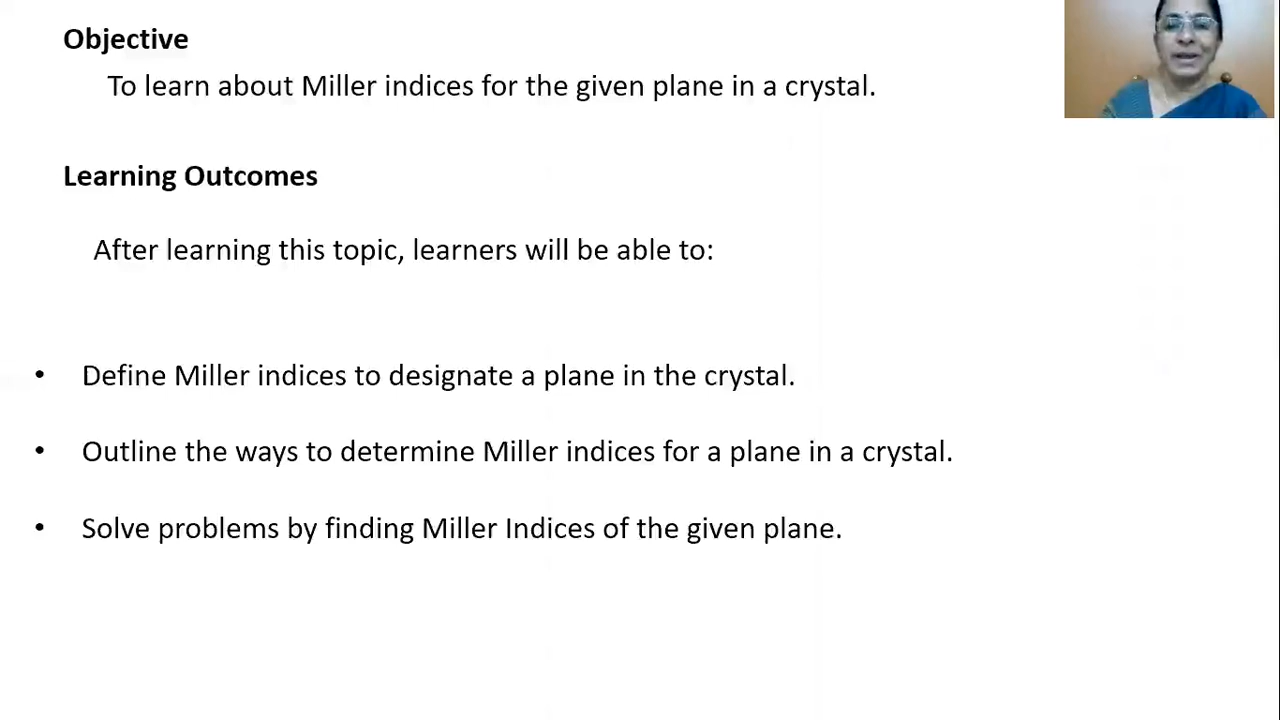 Objective
To learn about Miller indices for the given plane in a crystal.
Learning Outcomes
After learning this topic, learners will be able to:
• Define Miller indices to designate a plane in the crystal.
• Outline the ways to determine Miller indices for a plane in a crystal.
• Solve problems by finding Miller Indices of the given plane.